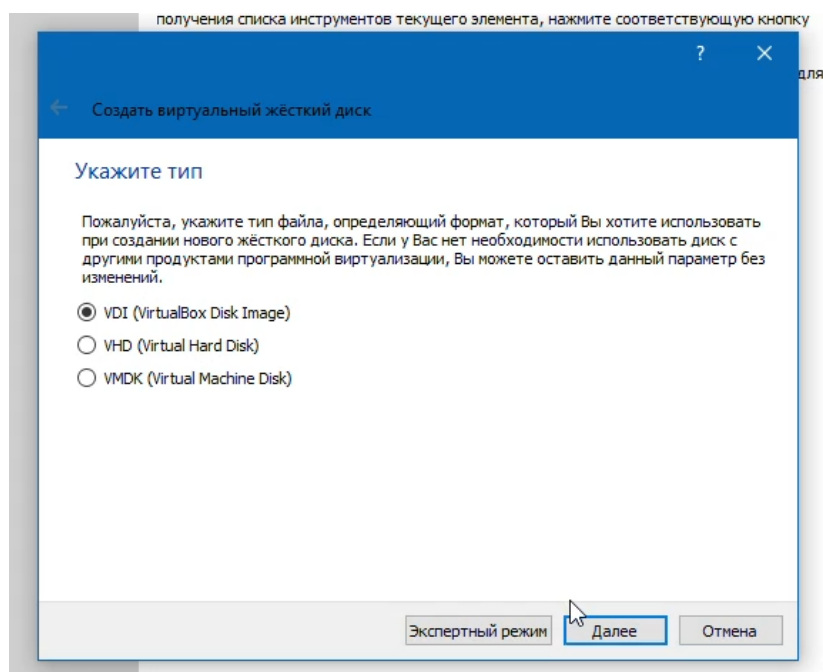 получения списка инструментов текущего элемента, нажмите соответствующую кнопку
?
для
Создать виртуальный жёсткий диск
Укажите тип
Пожалуйста, укажите тип файла, определяющий формат, который Вы хотите использовать
при создании нового жёсткого диска. Если у Вас нет необходимости использовать диск с
другими продуктами программной виртуализации, Вы можете оставить данный параметр без
изменений.
VDI (VirtualBox Disk Image)
VHD (Virtual Hard Disk)
VMDK (Virtual Machine Disk)
Экспертный режим Далее Отмена